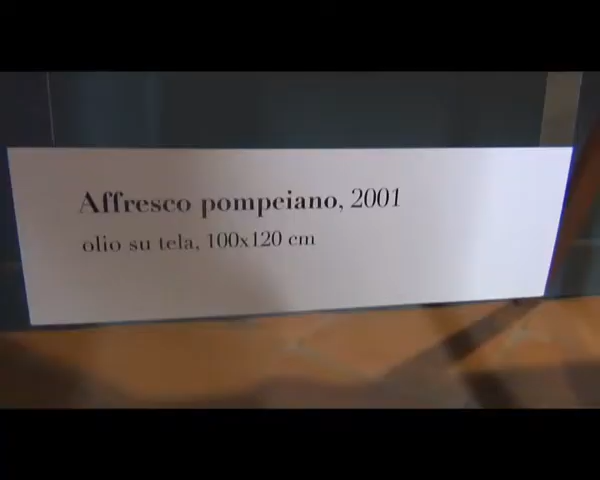 Affresco pompeiano, 2001
olio su tela, 100x120 cm